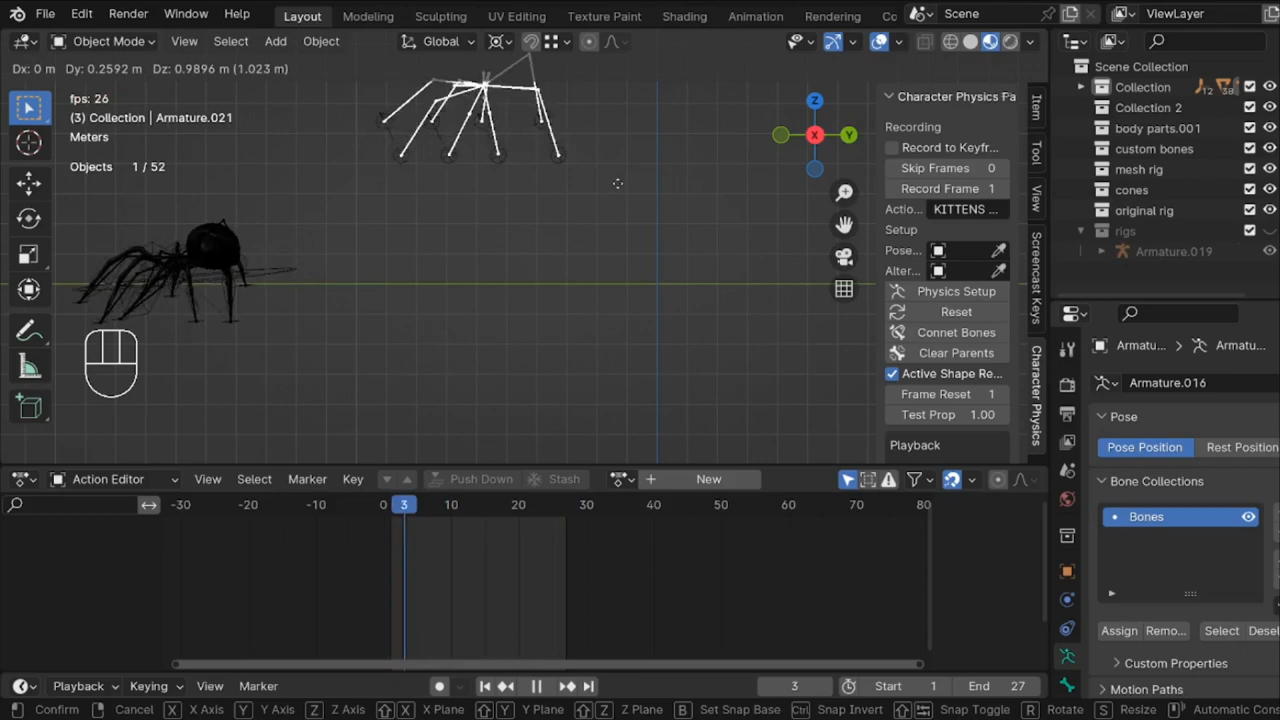 File Edit Render Window Help Layout Modeling Sculpting UV Editing Texture Paint Shading Animation Rendering Co Scene ViewLayer
Object Mode View Select Add Object Global
Dx: 0 m Dy: 0.2592 m Dz: 0.9896 m (1.023 m)
fps: 26
(3) Collection | Armature.021
Meters
Objects 1 / 52
Z
X
Y
Character Physics Pa
Recording
Record to Keyfr...
Skip Frames 0
Record Frame 1
Actio... KITTENS ...
Setup
Pose...
Alter...
Physics Setup
Reset
Connet Bones
Clear Parents
Active Shape Re...
Frame Reset 1
Test Prop 1.00
Playback
Item
Tool
View
Screencast Keys
Character Physics
Scene Collection
Collection 12 38
Collection 2
body parts.001
custom bones
mesh rig
cones
original rig
rigs
Armature.019
Armatu... Armatu...
Armature.016
Pose
Pose Position Rest Position
Bone Collections
Bones
Assign Remo... Select Desel
Custom Properties
Motion Paths
Action Editor View Select Marker Key Push Down Stash New
-30 -20 -10 0 3 10 20 30 40 50 60 70 80
Playback Keying View Marker 3 Start 1 End 27
Confirm Cancel X X Axis Y Y Axis Z Z Axis X X Plane Y Y Plane Z Z Plane B Set Snap Base Ctrl Snap Invert Snap Toggle G Move R Rotate S Resize Automatic Cons